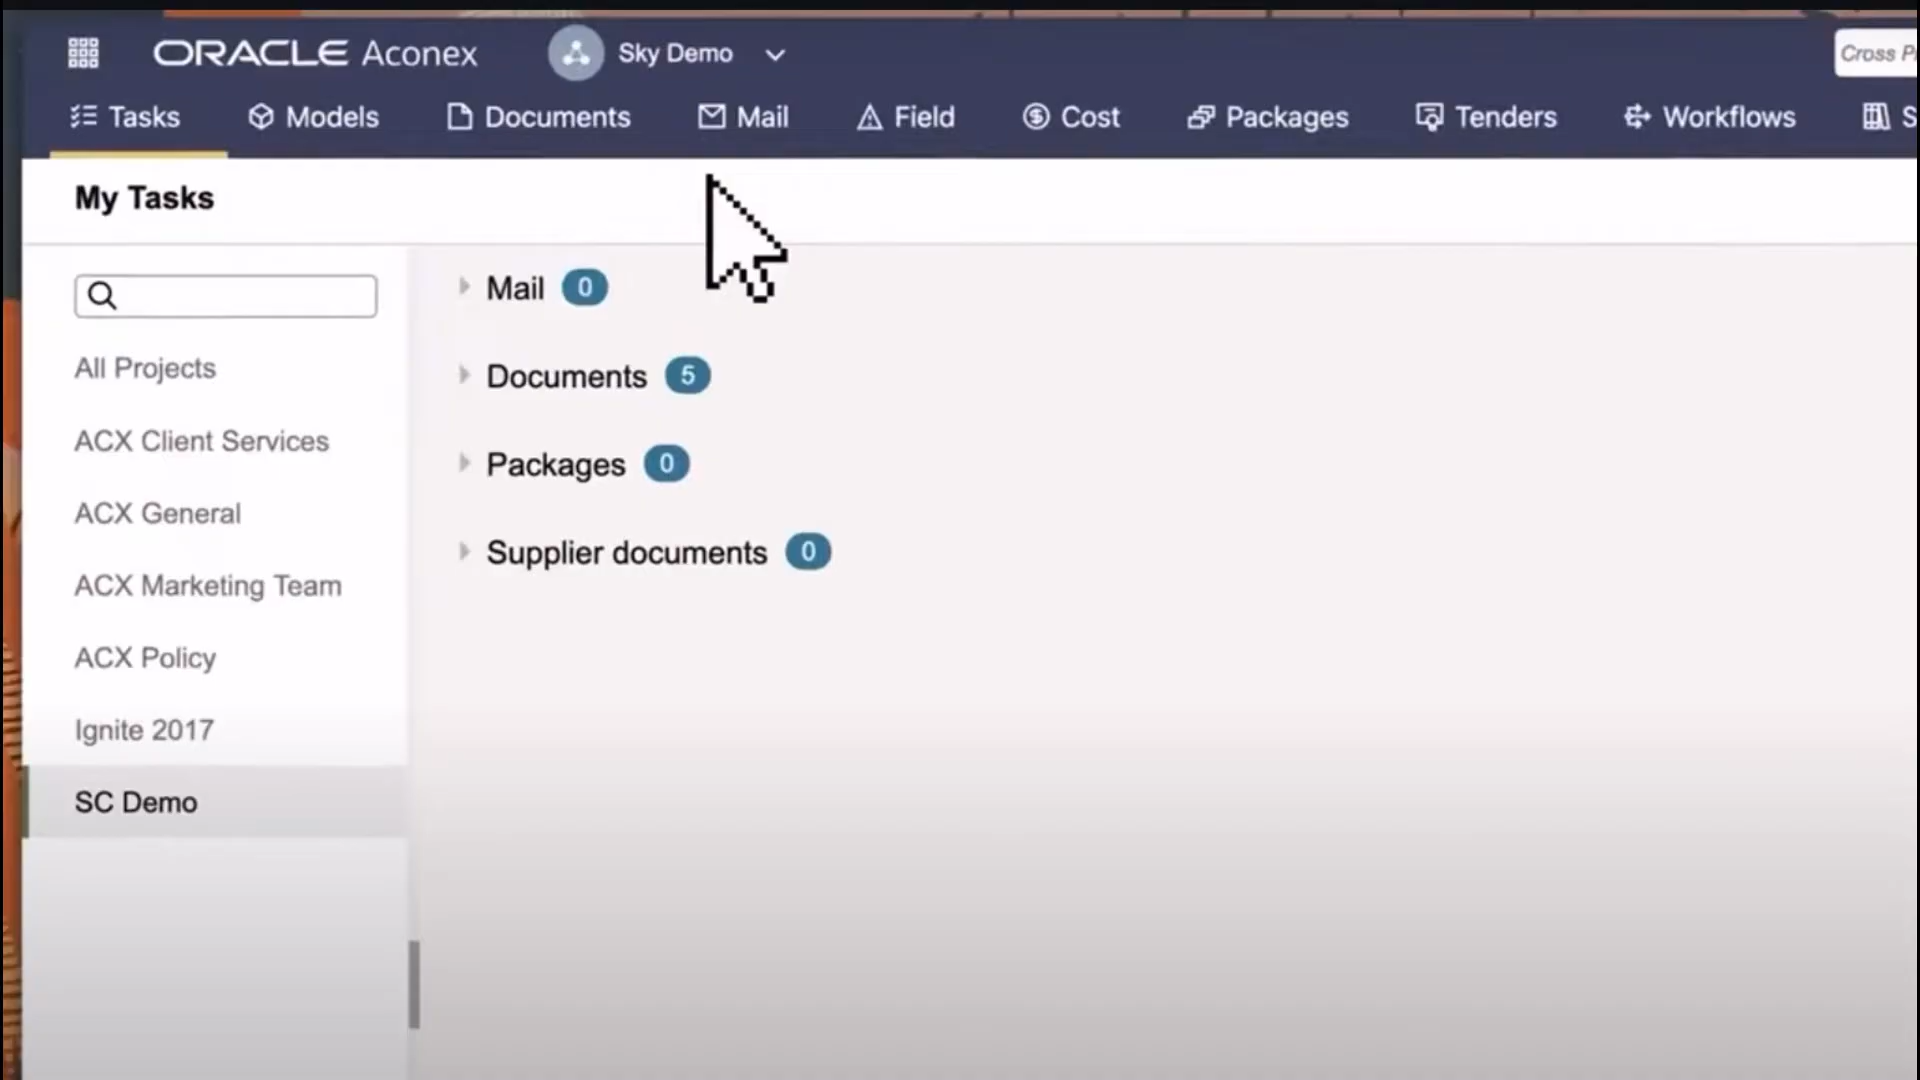 ORACLE Aconex Sky Demo Cross
Tasks Models Documents Mail Field Cost Packages Tenders Workflows
My Tasks
Mail 0
All Projects
Documents 5
ACX Client Services
Packages 0
ACX General
Supplier documents 0
ACX Marketing Team
ACX Policy
Ignite 2017
SC Demo